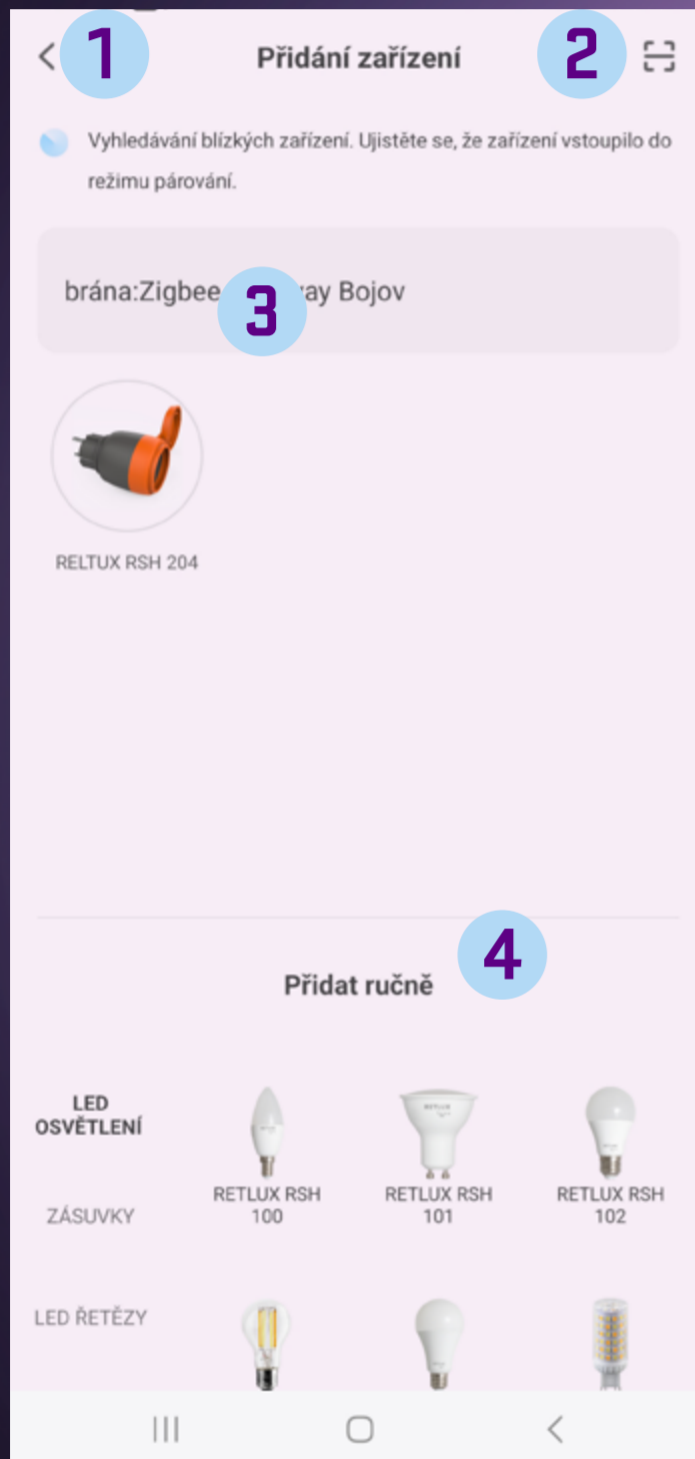 1
Přidání zařízení
2
Vyhledávání blízkých zařízení. Ujistěte se, že zařízení vstoupilo do
režimu párování.
brána:Zigbee Bojov
3
RELTUX RSH 204
4
Přidat ručně
LED
OSVĚTLENÍ
RETLUX RSH
100
RETLUX RSH
101
RETLUX RSH
102
ZÁSUVKY
LED ŘETĚZY